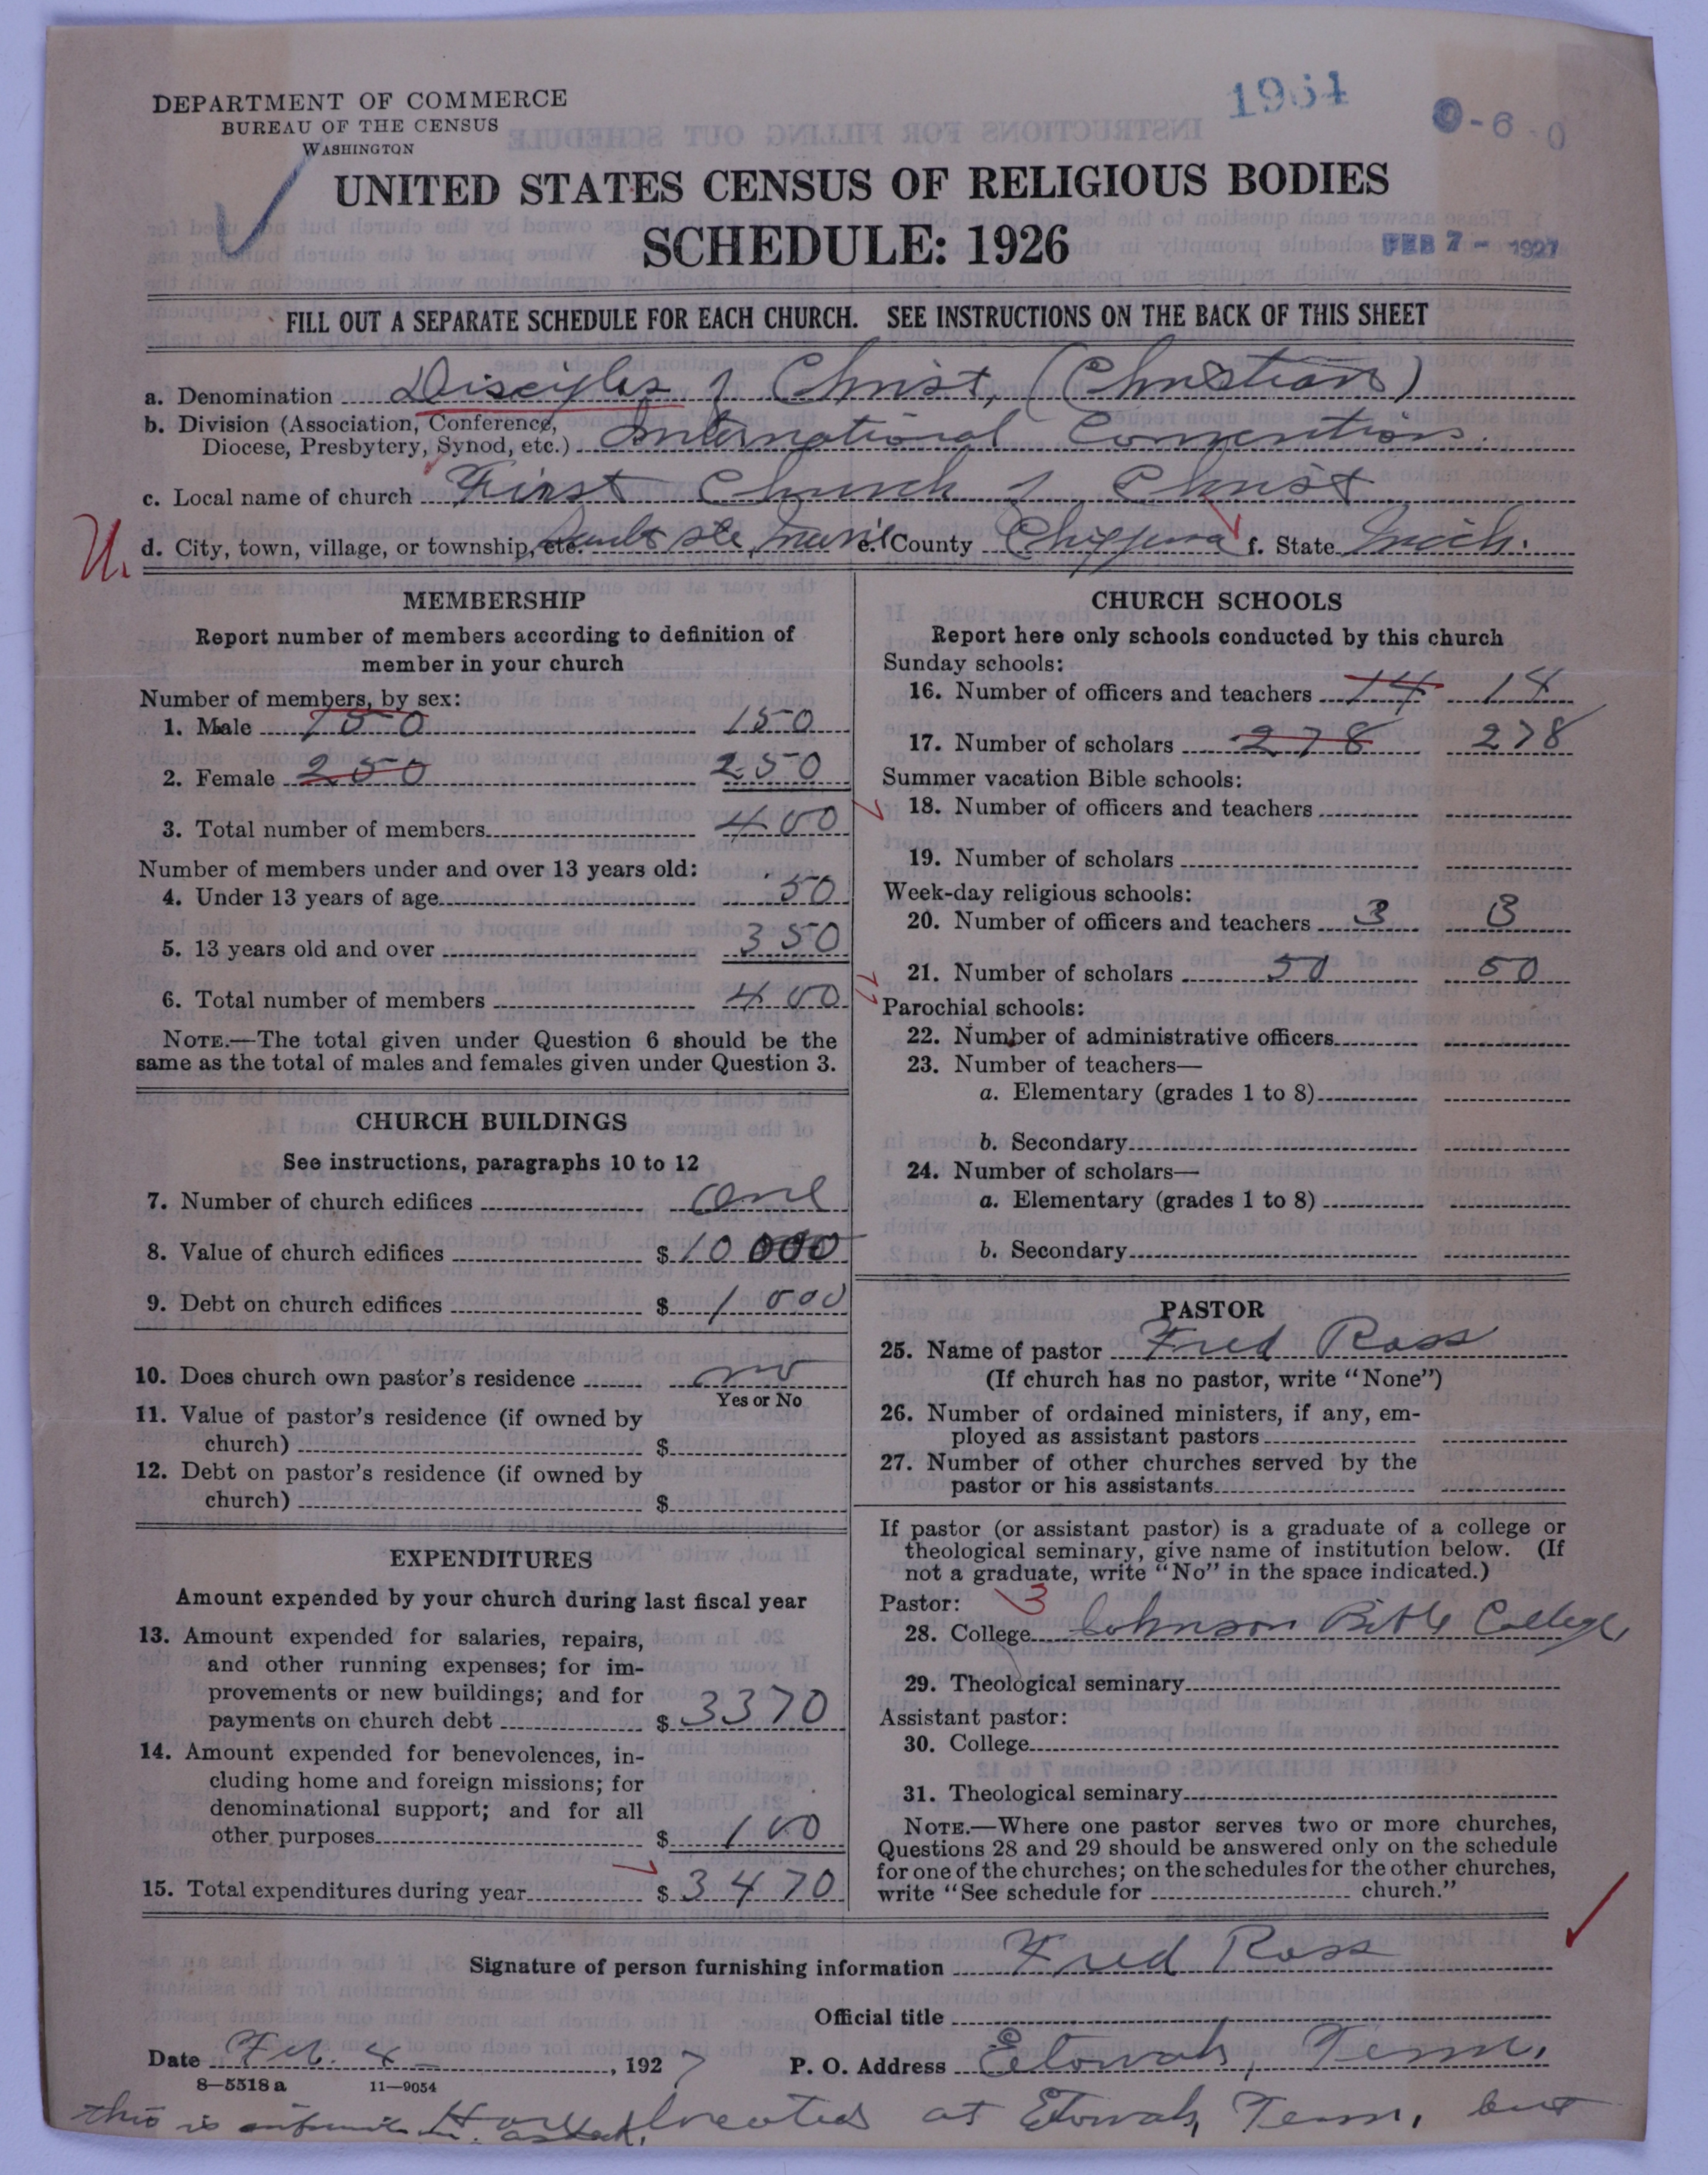 DEPARTMENT OF COMMERCE
BUREAU OF THE CENSUS
WASHINGTON
1964
-6 0
UNITED STATES CENSUS OF RELIGIOUS BODIES
SCHEDULE: 1926
FEB 7 - 1927
FILL OUT A SEPARATE SCHEDULE FOR EACH CHURCH. SEE INSTRUCTIONS ON THE BACK OF THIS SHEET
a. Denomination Disciples of Christ, (Christian)
b. Division (Association, Conference,
Diocese, Presbytery, Synod, etc.) International Convention.
c. Local name of church First Church of Christ
U. d. City, town, village, or township, etc. Sault Ste, Marie e. County Chippewa f. State Mich.
MEMBERSHIP
Report number of members according to definition of
member in your church
Number of members, by sex:
1. Male 150 150
2. Female 250 250
3. Total number of members 400
Number of members under and over 13 years old:
4. Under 13 years of age 50
5. 13 years old and over 350
6. Total number of members 400
NOTE.—The total given under Question 6 should be the
same as the total of males and females given under Question 3.
CHURCH BUILDINGS
See instructions, paragraphs 10 to 12
7. Number of church edifices one
8. Value of church edifices $ 10 000
9. Debt on church edifices $ 1 000
10. Does church own pastor's residence no
Yes or No
11. Value of pastor's residence (if owned by
church) $
12. Debt on pastor's residence (if owned by
church) $
EXPENDITURES
Amount expended by your church during last fiscal year
13. Amount expended for salaries, repairs,
and other running expenses; for im-
provements or new buildings; and for
payments on church debt $ 3370
14. Amount expended for benevolences, in-
cluding home and foreign missions; for
denominational support; and for all
other purposes $ 100
15. Total expenditures during year $ 3470
CHURCH SCHOOLS
Report here only schools conducted by this church
Sunday schools:
16. Number of officers and teachers 14 14
17. Number of scholars 278 278
Summer vacation Bible schools:
18. Number of officers and teachers
19. Number of scholars
Week-day religious schools:
20. Number of officers and teachers 3 3
21. Number of scholars 50 50
Parochial schools:
22. Number of administrative officers
23. Number of teachers—
a. Elementary (grades 1 to 8)
b. Secondary
24. Number of scholars—
a. Elementary (grades 1 to 8)
b. Secondary
PASTOR
25. Name of pastor Fred Ross
(If church has no pastor, write "None")
26. Number of ordained ministers, if any, em-
ployed as assistant pastors
27. Number of other churches served by the
pastor or his assistants
If pastor (or assistant pastor) is a graduate of a college or
theological seminary, give name of institution below. (If
not a graduate, write "No" in the space indicated.)
Pastor: 3
28. College Johnson Bible College,
29. Theological seminary
Assistant pastor:
30. College
31. Theological seminary
NOTE.—Where one pastor serves two or more churches,
Questions 28 and 29 should be answered only on the schedule
for one of the churches; on the schedules for the other churches,
write "See schedule for church."
Signature of person furnishing information Fred Ross
Official title
Date Feb. 4 -, 1927 P. O. Address Etowah, Tenn.
8—5518 a 11—9054
this is located at Etowah, Tenn, but